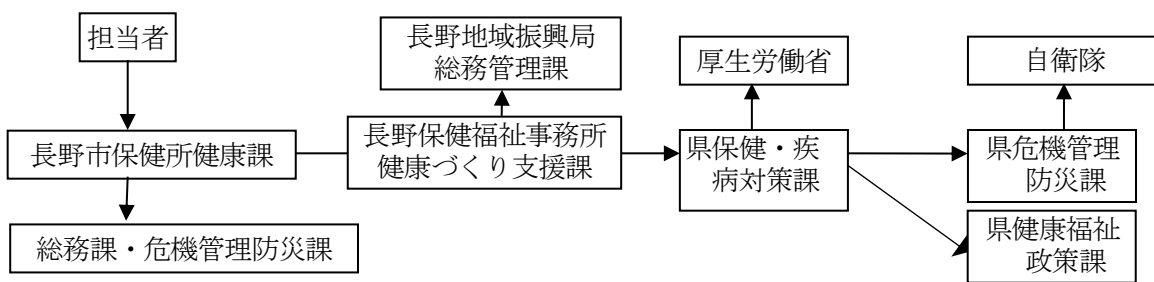 担当者
長野地域振興局
総務管理課
厚生労働省
自衛隊
長野市保健所健康課
長野保健福祉事務所
健康づくり支援課
県保健・疾
病対策課
県危機管理
防災課
総務課・危機管理防災課
県健康福祉
政策課